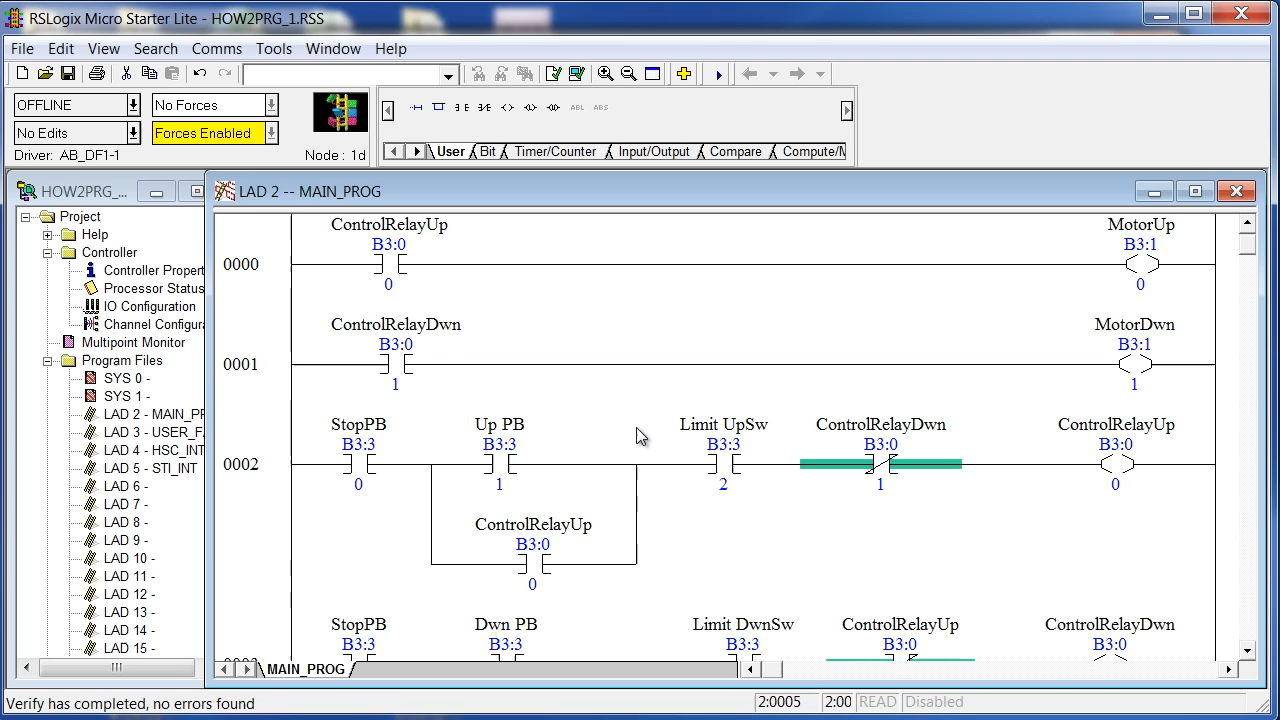 RSLogix Micro Starter Lite - HOW2PRG_1.RSS
File Edit View Search Comms Tools Window Help
OFFLINE No Forces
No Edits Forces Enabled
Driver: AB_DF1-1 Node : 1d
ABL ABS
User Bit Timer/Counter Input/Output Compare Compute/M
HOW2PRG_...
Project
Help
Controller
Controller Propert
Processor Status
IO Configuration
Channel Configura
Multipoint Monitor
Program Files
SYS 0 -
SYS 1 -
LAD 2 - MAIN_PR
LAD 3 - USER_FA
LAD 4 - HSC_INT
LAD 5 - STI_INT
LAD 6 -
LAD 7 -
LAD 8 -
LAD 9 -
LAD 10 -
LAD 11 -
LAD 12 -
LAD 13 -
LAD 14 -
LAD 15 -
LAD 2 -- MAIN_PROG
ControlRelayUp MotorUp
B3:0 B3:1
0000
0 0
ControlRelayDwn MotorDwn
B3:0 B3:1
0001
1 1
StopPB Up PB Limit UpSw ControlRelayDwn ControlRelayUp
B3:3 B3:3 B3:3 B3:0 B3:0
0002
0 1 2 1 0
ControlRelayUp
B3:0
0
StopPB Dwn PB Limit DwnSw ControlRelayUp ControlRelayDwn
B3:3 B3:3 B3:3 B3:0 B3:0
MAIN_PROG
Verify has completed, no errors found 2:0005 2:00 READ Disabled